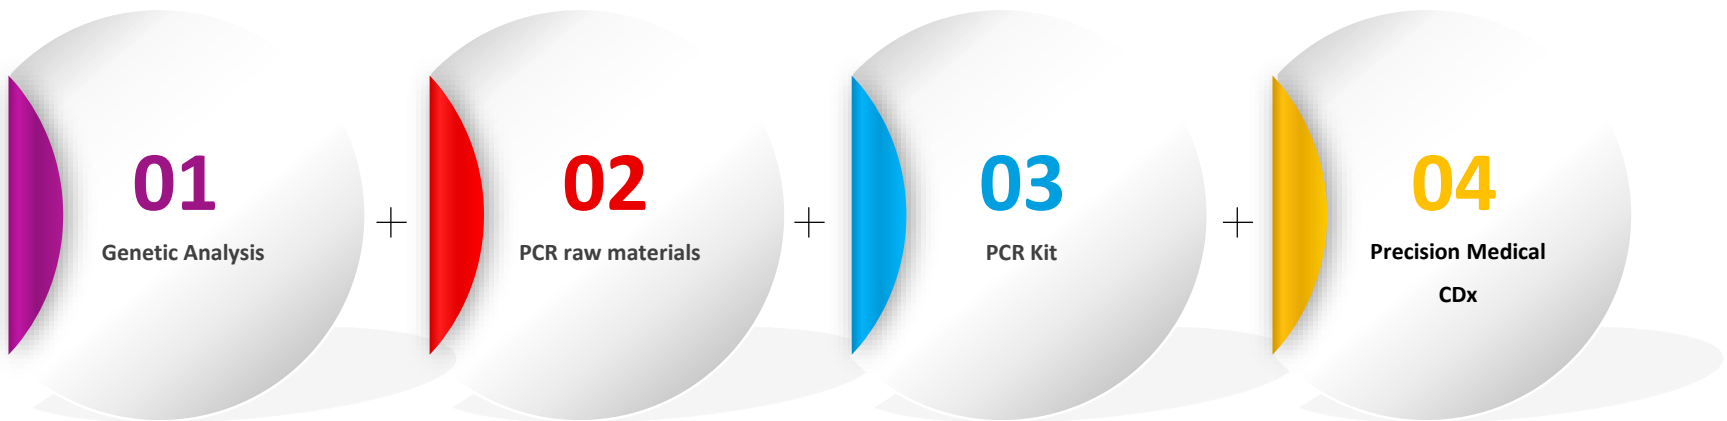 01
Genetic Analysis
+
02
PCR raw materials
+
03
PCR Kit
+
04
Precision Medical
CDx